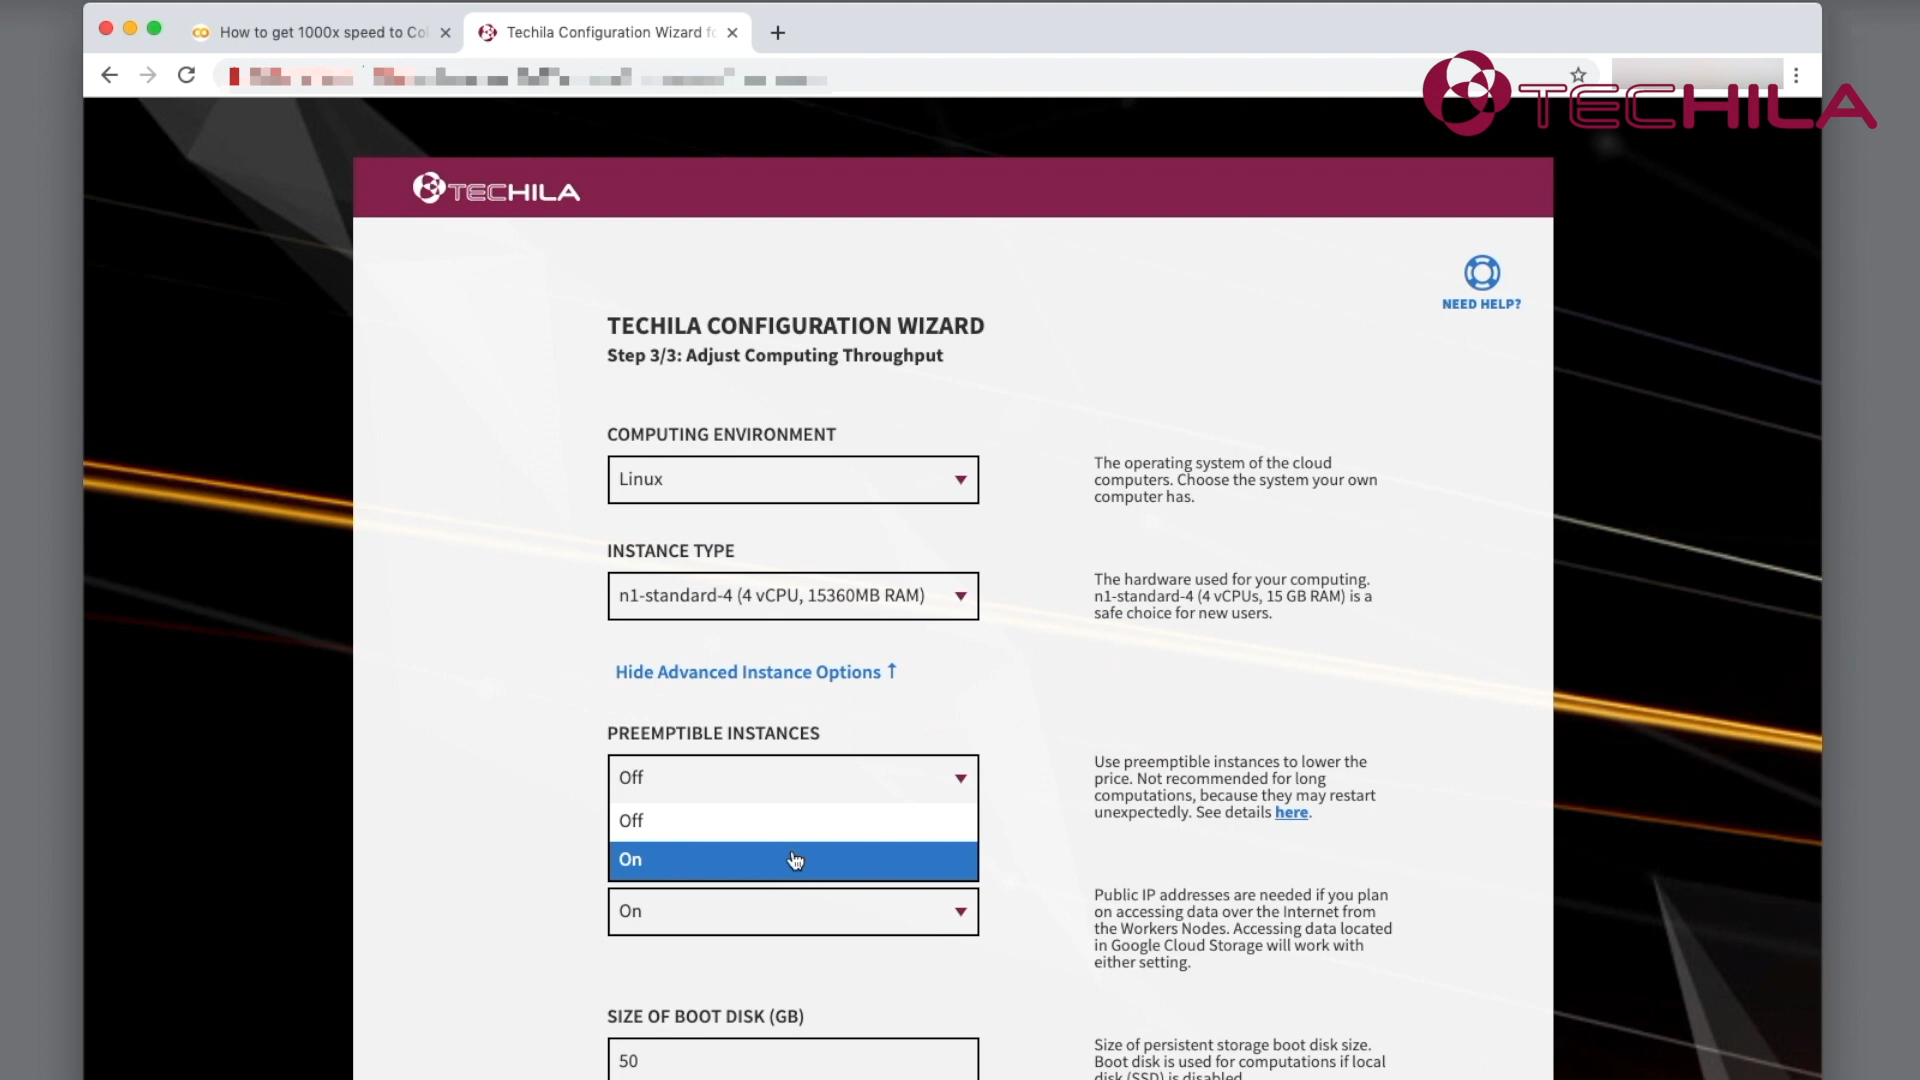 How to get 1000x speed to Col
Techila Configuration Wizard fo
TECHILA
TECHILA
NEED HELP?
TECHILA CONFIGURATION WIZARD
Step 3/3: Adjust Computing Throughput
COMPUTING ENVIRONMENT
Linux
The operating system of the cloud
computers. Choose the system your own
computer has.
INSTANCE TYPE
n1-standard-4 (4 vCPU, 15360MB RAM)
The hardware used for your computing.
n1-standard-4 (4 vCPUs, 15 GB RAM) is a
safe choice for new users.
Hide Advanced Instance Options ↑
PREEMPTIBLE INSTANCES
Off
Off
On
Use preemptible instances to lower the
price. Not recommended for long
computations, because they may restart
unexpectedly. See details here.
On
Public IP addresses are needed if you plan
on accessing data over the Internet from
the Workers Nodes. Accessing data located
in Google Cloud Storage will work with
either setting.
SIZE OF BOOT DISK (GB)
50
Size of persistent storage boot disk size.
Boot disk is used for computations if local
disk (SSD) is disabled.